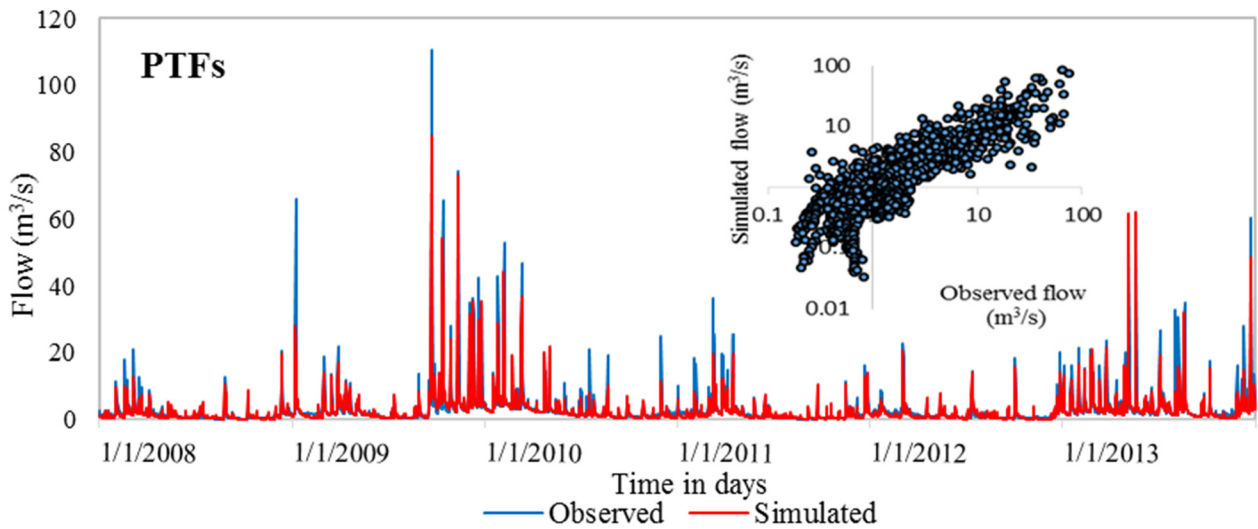 PTFs
120
100
80
60
40
20
0
Flow (m³/s)
1/1/2008
1/1/2009
1/1/2010
1/1/2011
1/1/2012
1/1/2013
Time in days
Observed
Simulated
Simulated flow (m³/s)
100
10
0.01
0.1
10
100
Observed flow
(m³/s)